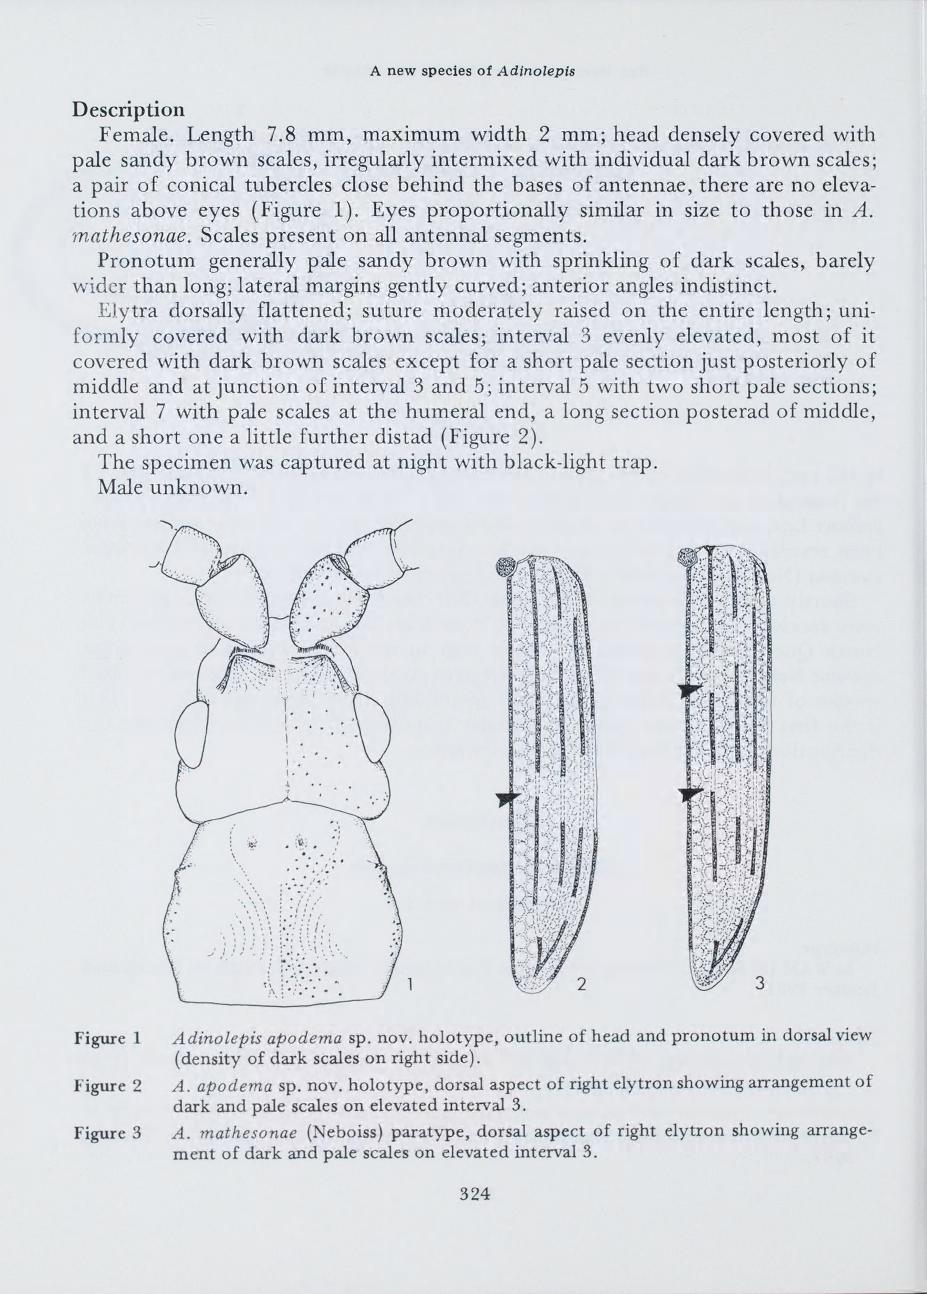 A new species of Adinolepis
Description
Female. Length 7.8 mm, maximum width 2 mm; head densely covered with
pale sandy brown scales, irregularly intermixed with individual dark brown scales;
a pair of conical tubercles close behind the bases of antennae, there are no eleva-
tions above eyes (Figure 1). Eyes proportionally similar in size to those in A.
mathesonae. Scales present on all antennal segments.
Pronotum generally pale sandy brown with sprinkling of dark scales, barely
wider than long; lateral margins gently curved; anterior angles indistinct.
Elytra dorsally flattened; suture moderately raised on the entire length; uni-
formly covered with dark brown scales; interval 3 evenly elevated, most of it
covered with dark brown scales except for a short pale section just posteriorly of
middle and at junction of interval 3 and 5; interval 5 with two short pale sections;
interval 7 with pale scales at the humeral end, a long section posterad of middle,
and a short one a little further distad (Figure 2).
The specimen was captured at night with black-light trap.
Male unknown.
1
2
3
Figure 1 Adinolepis apodema sp. nov. holotype, outline of head and pronotum in dorsal view
(density of dark scales on right side).
Figure 2 A. apodema sp. nov. holotype, dorsal aspect of right elytron showing arrangement of
dark and pale scales on elevated interval 3.
Figure 3 A. mathesonae (Neboiss) paratype, dorsal aspect of right elytron showing arrange-
ment of dark and pale scales on elevated interval 3.
324